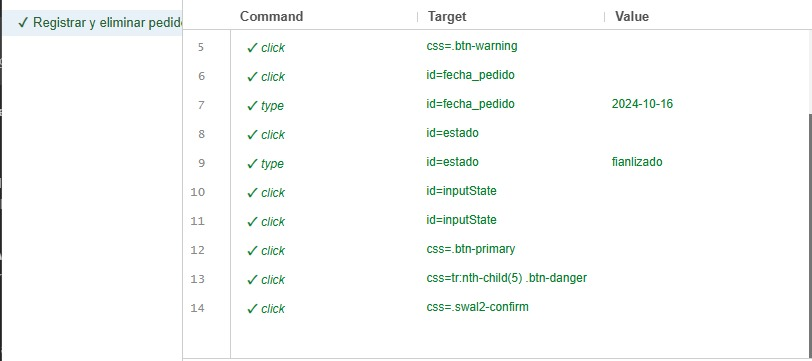 ✓ Registrar y eliminar pedido
Command Target Value
5 ✓ click css=.btn-warning
6 ✓ click id=fecha_pedido
7 ✓ type id=fecha_pedido 2024-10-16
8 ✓ click id=estado
9 ✓ type id=estado fianlizado
10 ✓ click id=inputState
11 ✓ click id=inputState
12 ✓ click css=.btn-primary
13 ✓ click css=tr:nth-child(5) .btn-danger
14 ✓ click css=.swal2-confirm